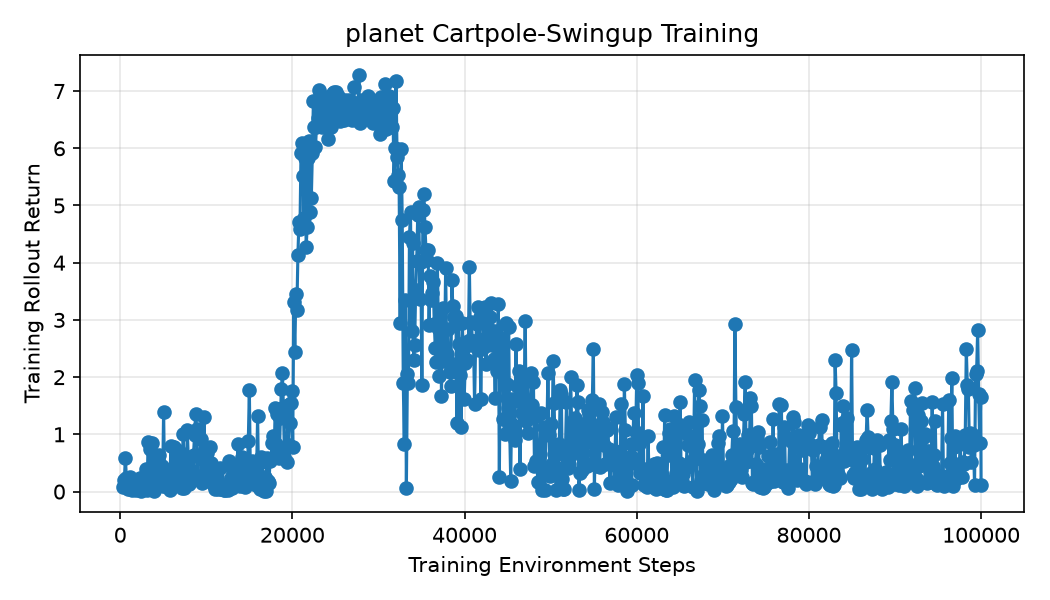 planet Cartpole-Swingup Training
Training Rollout Return
7
6
5
4
3
2
1
0
0 20000 40000 60000 80000 100000
Training Environment Steps